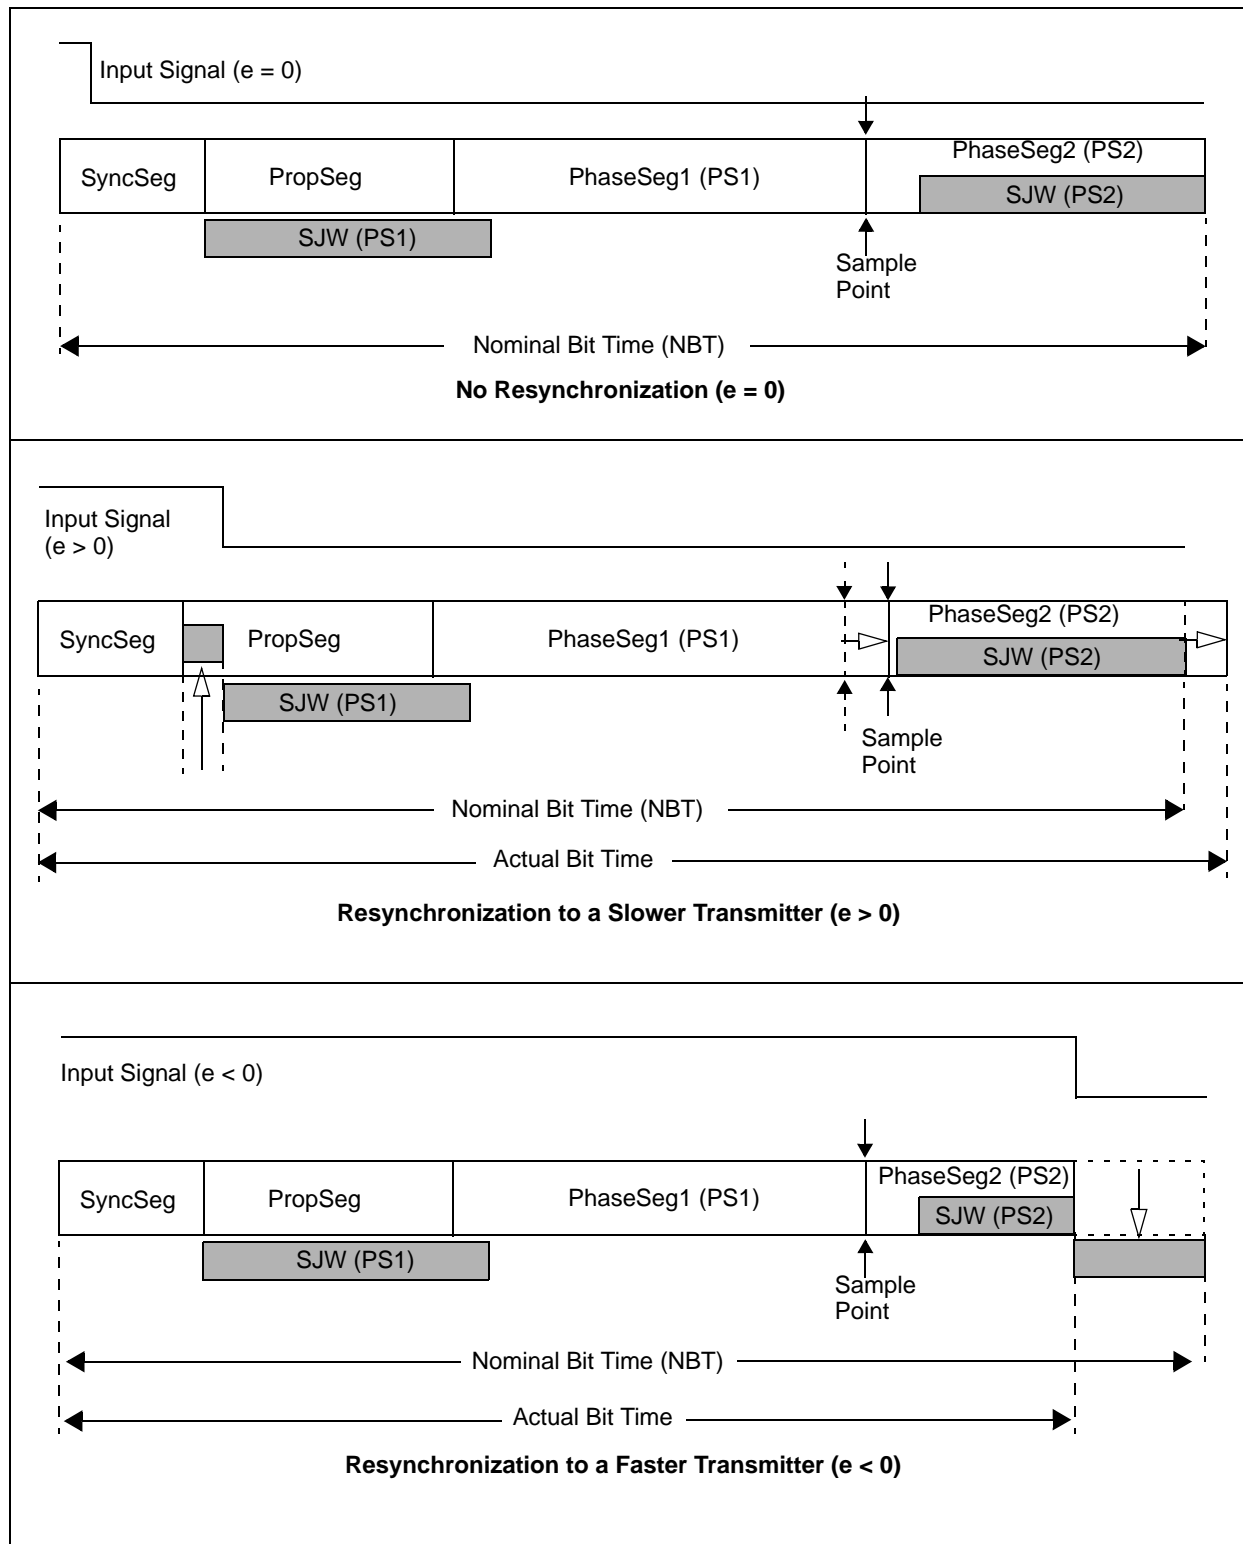 Input Signal (e = 0)
SyncSeg
PropSeg
PhaseSeg1 (PS1)
PhaseSeg2 (PS2)
SJW (PS2)
SJW (PS1)
Sample
Point
Nominal Bit Time (NBT)
No Resynchronization (e = 0)
Input Signal
(e > 0)
SyncSeg
PropSeg
PhaseSeg1 (PS1)
PhaseSeg2 (PS2)
SJW (PS2)
SJW (PS1)
Sample
Point
Nominal Bit Time (NBT)
Actual Bit Time
Resynchronization to a Slower Transmitter (e > 0)
Input Signal (e < 0)
SyncSeg
PropSeg
PhaseSeg1 (PS1)
PhaseSeg2 (PS2)
SJW (PS2)
SJW (PS1)
Sample
Point
Nominal Bit Time (NBT)
Actual Bit Time
Resynchronization to a Faster Transmitter (e < 0)